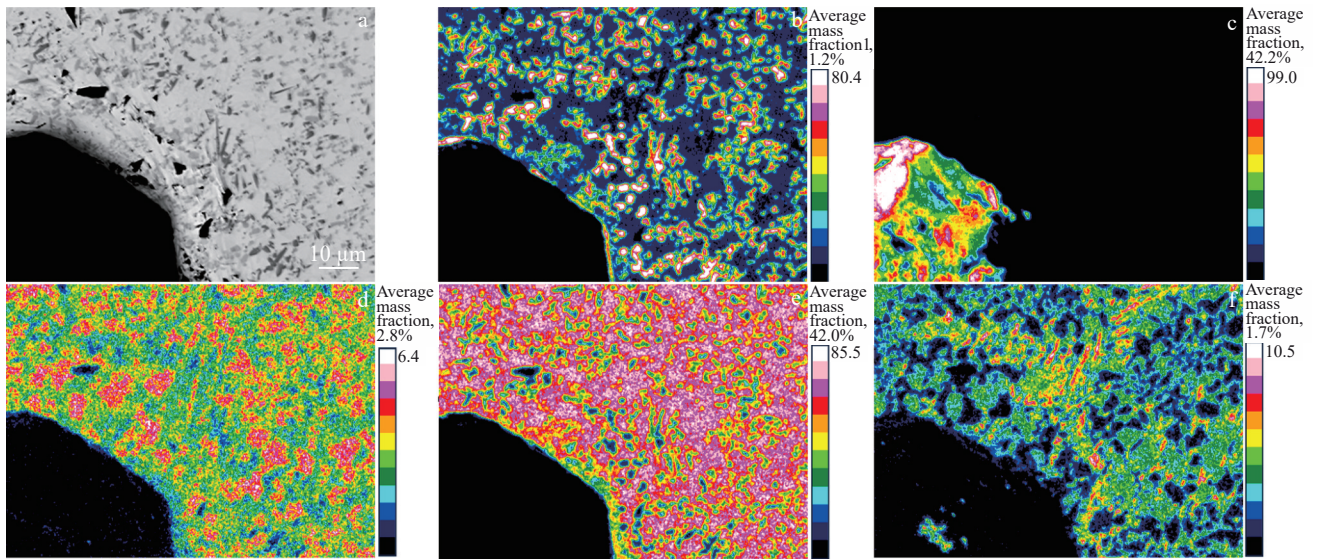 a
10 μm
b
Average
mass
fraction1,
1.2%
80.4
c
Average
mass
fraction,
42.2%
99.0
d
Average
mass
fraction,
2.8%
6.4
e
Average
mass
fraction,
42.0%
85.5
f
Average
mass
fraction,
1.7%
10.5